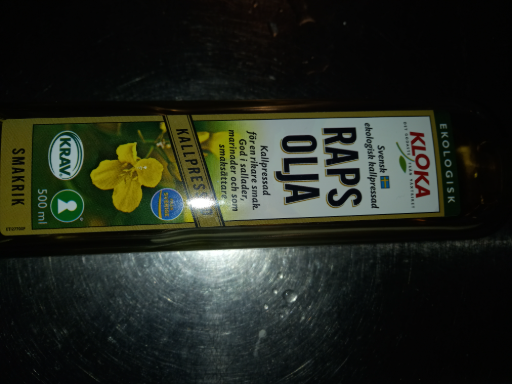 EKOLOGISK
KLOKA
Svensk
ekologisk kallpressad
RAPS
OLJA
Kallpressad
för en rikare smak.
God i sallader,
marinader och som
smaksättare.
KALLPRESSAD
KRAV
500 ml
SMAKRIK